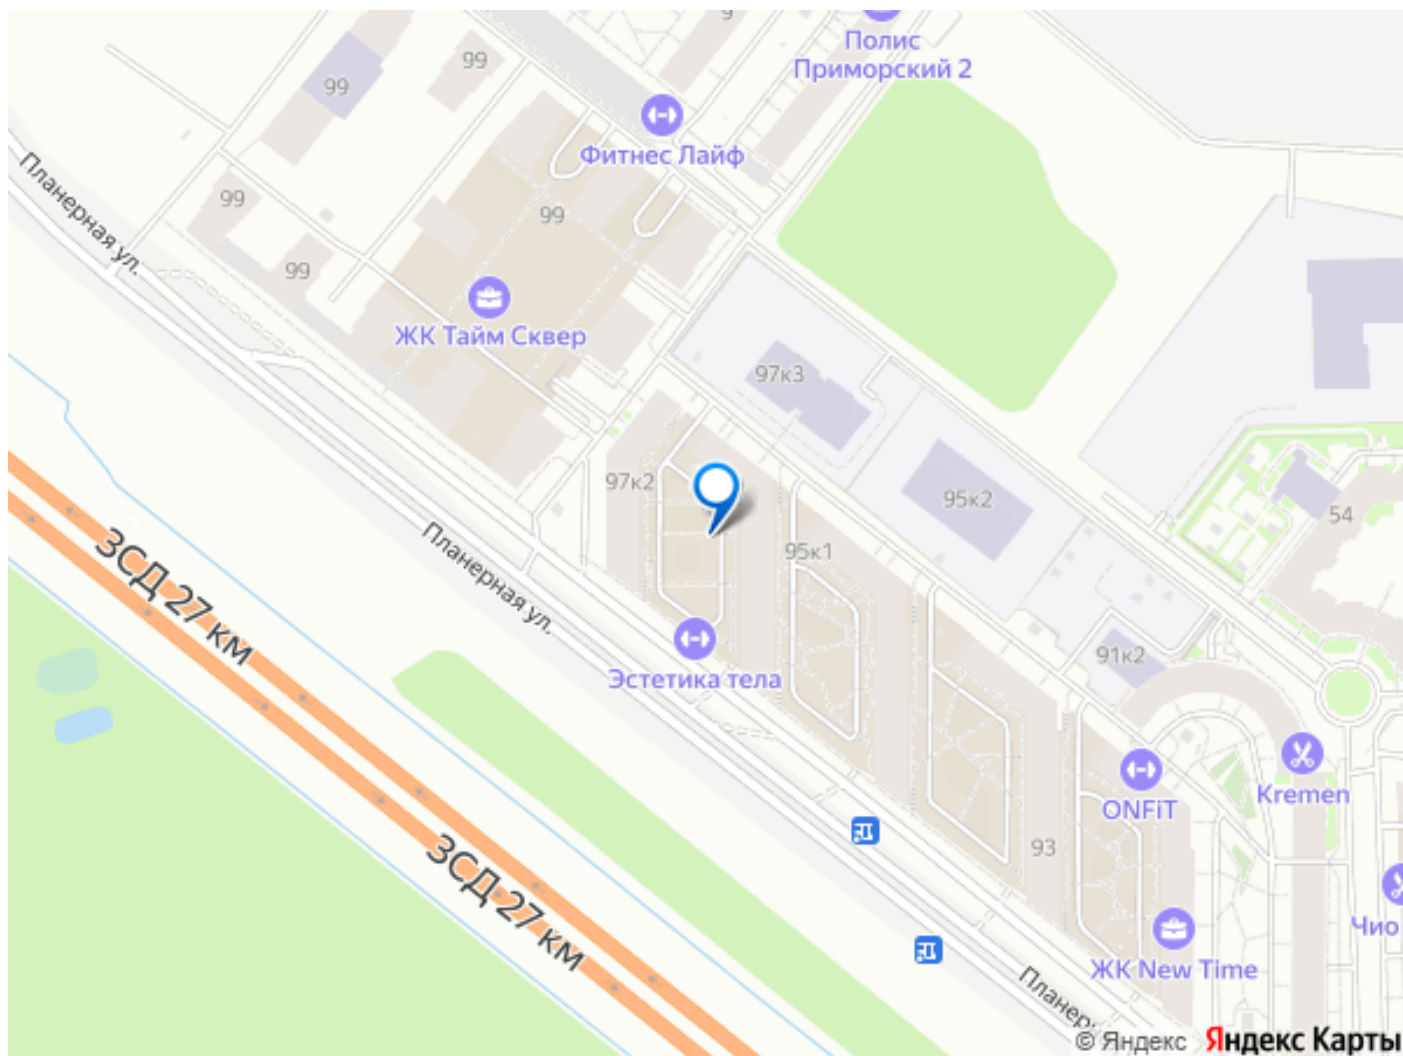 9
Полис
Приморский 2
99
99
Фитнес Лайф
Планерная ул.
99
99
99
ЖК Тайм Сквер
97к3
97к2
95к2
54
Планерная ул.
95к1
ЗСД 27 км
Эстетика тела
91к2
ONFiT
Kremen
ЗСД 27 км
93
Чио
ЖК New Time
Планер
© Яндекс
Яндекс Карты